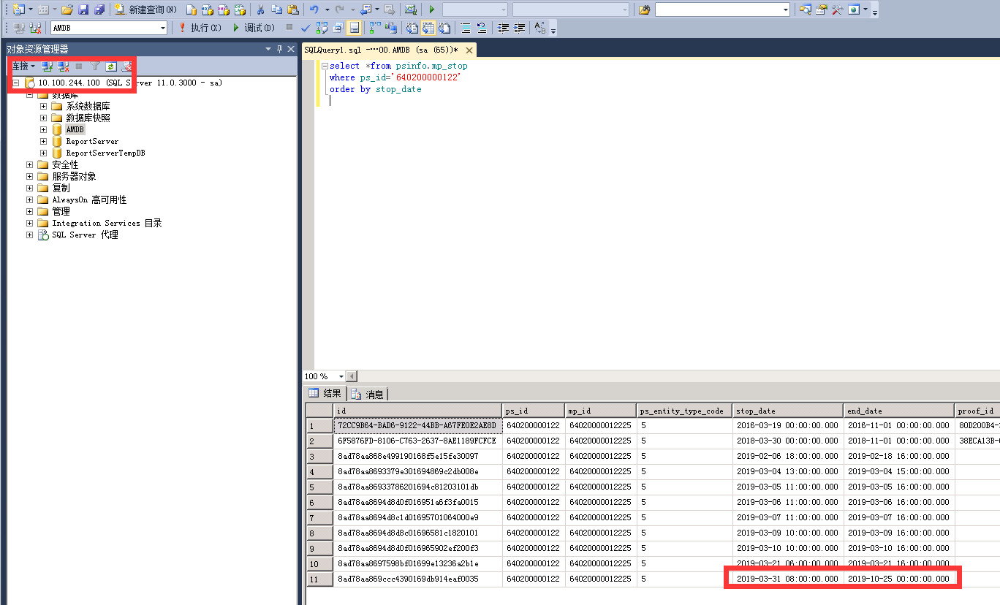 新建查询(N)
AMDB
执行(X)
调试(D)
对象资源管理器
连接
10.100.244.100 (SQL Server 11.0.3000 - sa)
数据库
系统数据库
数据库快照
AMDB
ReportServer
ReportServerTempDB
安全性
服务器对象
复制
AlwaysOn 高可用性
管理
Integration Services 目录
SQL Server 代理
SQLQuery1.sql -···00.AMDB (sa (65))*
select *from psinfo.mp_stop
where ps_id='640200000122'
order by stop_date
100 %
结果 消息
id ps_id mp_id ps_entity_type_code stop_date end_date proof_id
1 72CC9B64-BAD6-9122-44BB-A67FE0E2AE8D 640200000122 64020000012225 5 2016-03-19 00:00:00.000 2016-11-01 00:00:00.000 80D200B4-
2 6F5876FD-8106-C763-2637-8AE1189FCFCE 640200000122 64020000012225 5 2018-03-30 00:00:00.000 2018-11-01 00:00:00.000 38ECA13B-
3 8ad78aa868e499190168f5e15fe30097 640200000122 64020000012225 5 2019-02-06 18:00:00.000 2019-02-18 16:00:00.000
4 8ad78aa8693379e301694869c2db008e 640200000122 64020000012225 5 2019-03-04 13:00:00.000 2019-03-04 15:00:00.000
5 8ad78aa86933786201694c81203101db 640200000122 64020000012225 5 2019-03-05 11:00:00.000 2019-03-05 16:00:00.000
6 8ad78aa8694d8d0f016951a6f3fa0015 640200000122 64020000012225 5 2019-03-06 11:00:00.000 2019-03-06 16:00:00.000
7 8ad78aa8694d8c1d01695701064000e9 640200000122 64020000012225 5 2019-03-07 11:00:00.000 2019-03-07 16:00:00.000
8 8ad78aa8694d8d8c01696581c1820101 640200000122 64020000012225 5 2019-03-09 10:00:00.000 2019-03-09 16:00:00.000
9 8ad78aa8694d8d0f016965902ef200f3 640200000122 64020000012225 5 2019-03-10 10:00:00.000 2019-03-10 16:00:00.000
10 8ad78aa8697598bf01699e13236a2b1e 640200000122 64020000012225 5 2019-03-21 06:00:00.000 2019-03-21 16:00:00.000
11 8ad78aa869ccc4390169db914eaf0035 640200000122 64020000012225 5 2019-03-31 08:00:00.000 2019-10-25 00:00:00.000